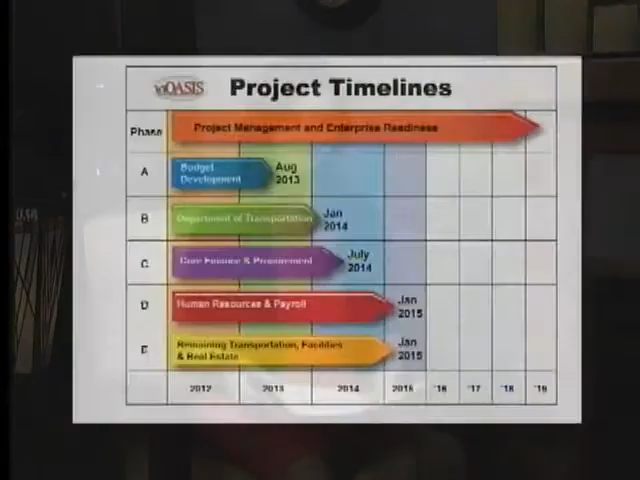 wvOASIS
Project Timelines
Phase
Project Management and Enterprise Readiness
A
Budget
Development
Aug
2013
B
Department of Transportation
Jan
2014
C
Core Finance & Procurement
July
2014
D
Human Resources & Payroll
Jan
2015
E
Remaining Transportation, Facilities
& Real Estate
Jan
2015
2012 2013 2014 2015 '16 '17 '18 '19